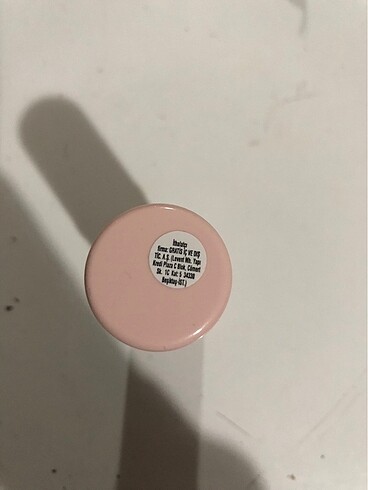 İthalatçı
firma: GRATİS İÇ VE DIŞ
TİC. A.Ş. (Levent Mh. Yapı
Kredi Plaza C Blok, Cömert
Sk. 1C Kat: 5 34330
Beşiktaş-İST.)